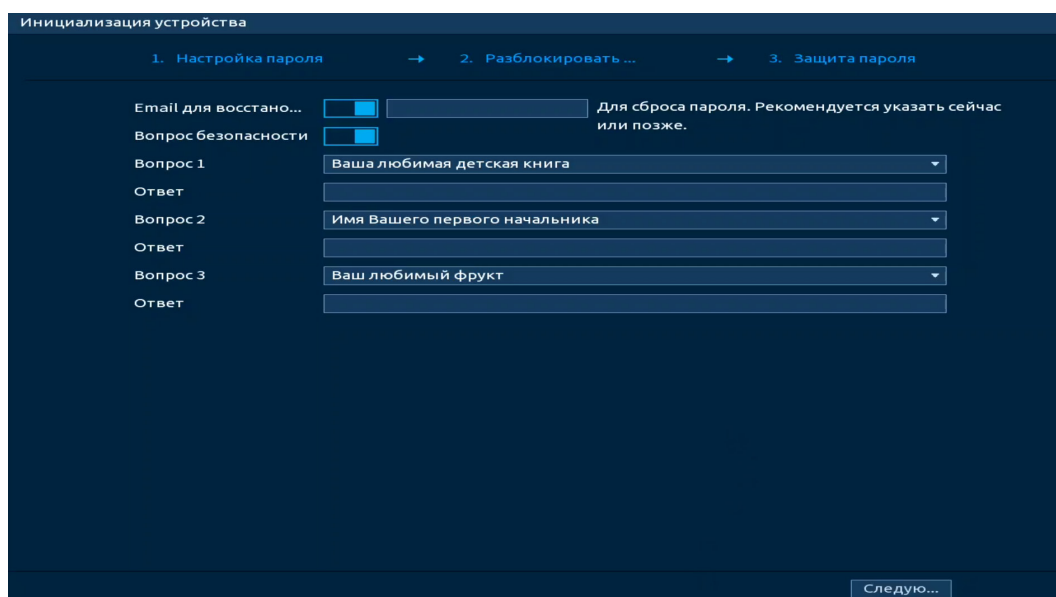 Инициализация устройства
1. Настройка пароля → 2. Разблокировать ... → 3. Защита пароля
Email для восстано... Для сброса пароля. Рекомендуется указать сейчас
или позже.
Вопрос безопасности
Вопрос 1 Ваша любимая детская книга
Ответ
Вопрос 2 Имя Вашего первого начальника
Ответ
Вопрос 3 Ваш любимый фрукт
Ответ
Следую...